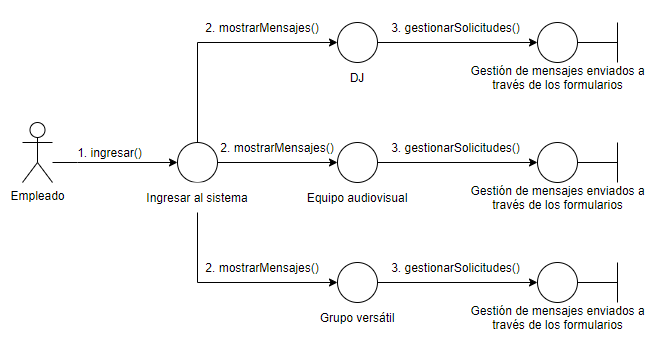 2. mostrarMensajes()
3. gestionarSolicitudes()
DJ
Gestión de mensajes enviados a
través de los formularios
1. ingresar()
2. mostrarMensajes()
3. gestionarSolicitudes()
Empleado
Ingresar al sistema
Equipo audiovisual
Gestión de mensajes enviados a
través de los formularios
2. mostrarMensajes()
3. gestionarSolicitudes()
Grupo versátil
Gestión de mensajes enviados a
través de los formularios